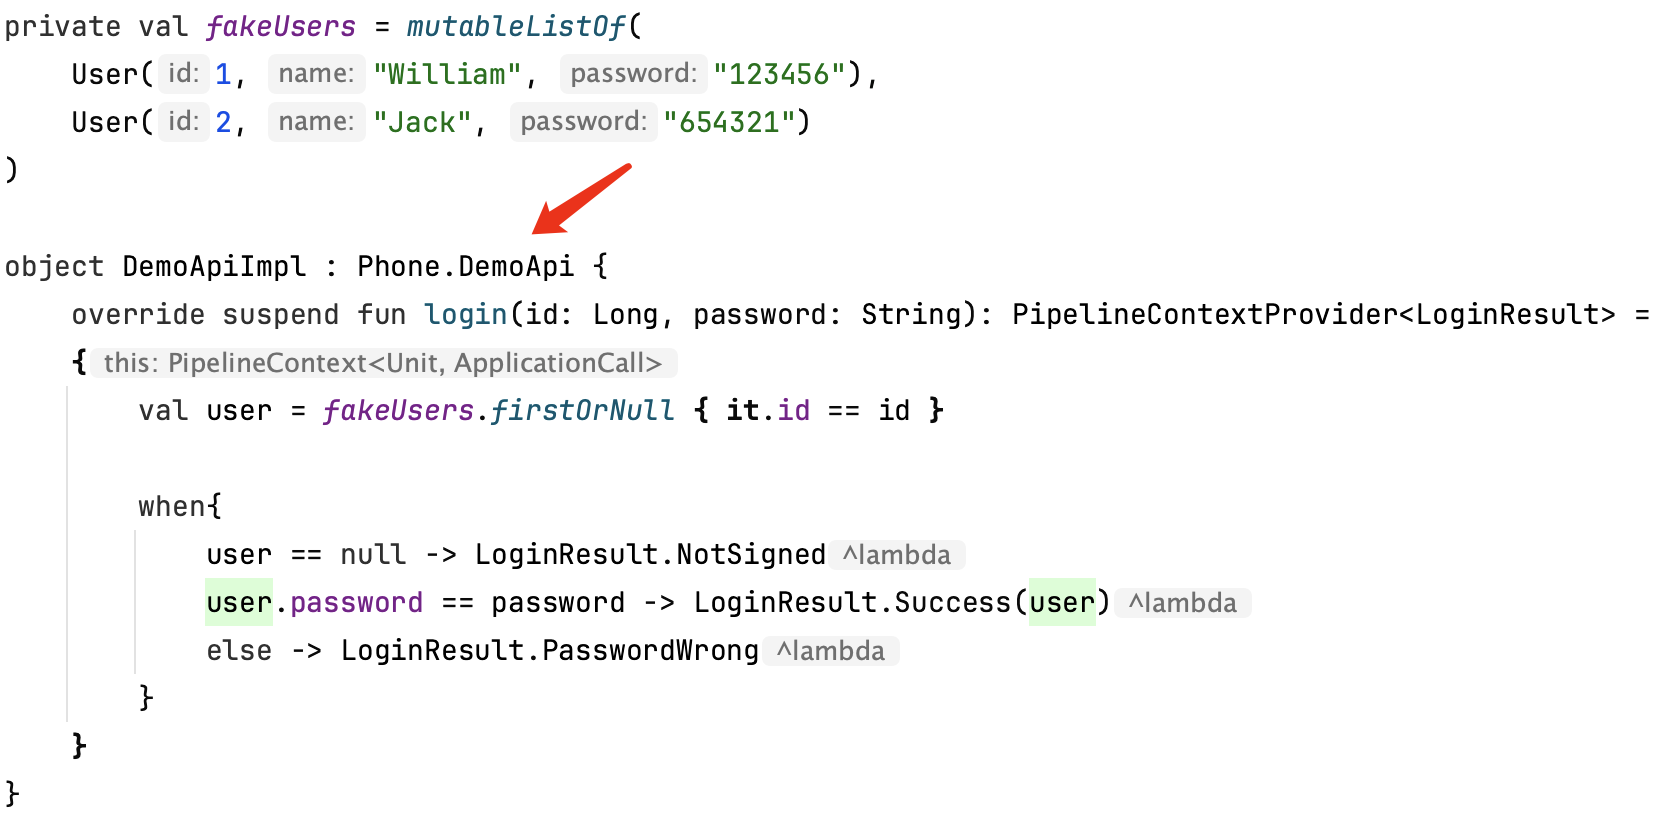 private val fakeUsers = mutableListOf(
User( id: 1, name: "William", password: "123456"),
User( id: 2, name: "Jack", password: "654321")
)
object DemoApiImpl : Phone.DemoApi {
override suspend fun login(id: Long, password: String): PipelineContextProvider<LoginResult> =
{ this: PipelineContext<Unit, ApplicationCall>
val user = fakeUsers.firstOrNull { it.id == id }
when{
user == null -> LoginResult.NotSigned ^lambda
user.password == password -> LoginResult.Success(user) ^lambda
else -> LoginResult.PasswordWrong ^lambda
}
}
}